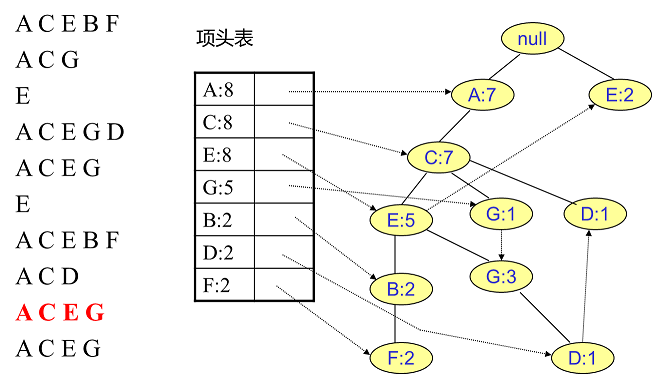 A C E B F
A C G
E
A C E G D
A C E G
E
A C E B F
A C D
A C E G
A C E G
项头表
A:8
C:8
E:8
G:5
B:2
D:2
F:2
null
A:7
E:2
C:7
E:5
G:1
D:1
B:2
G:3
F:2
D:1